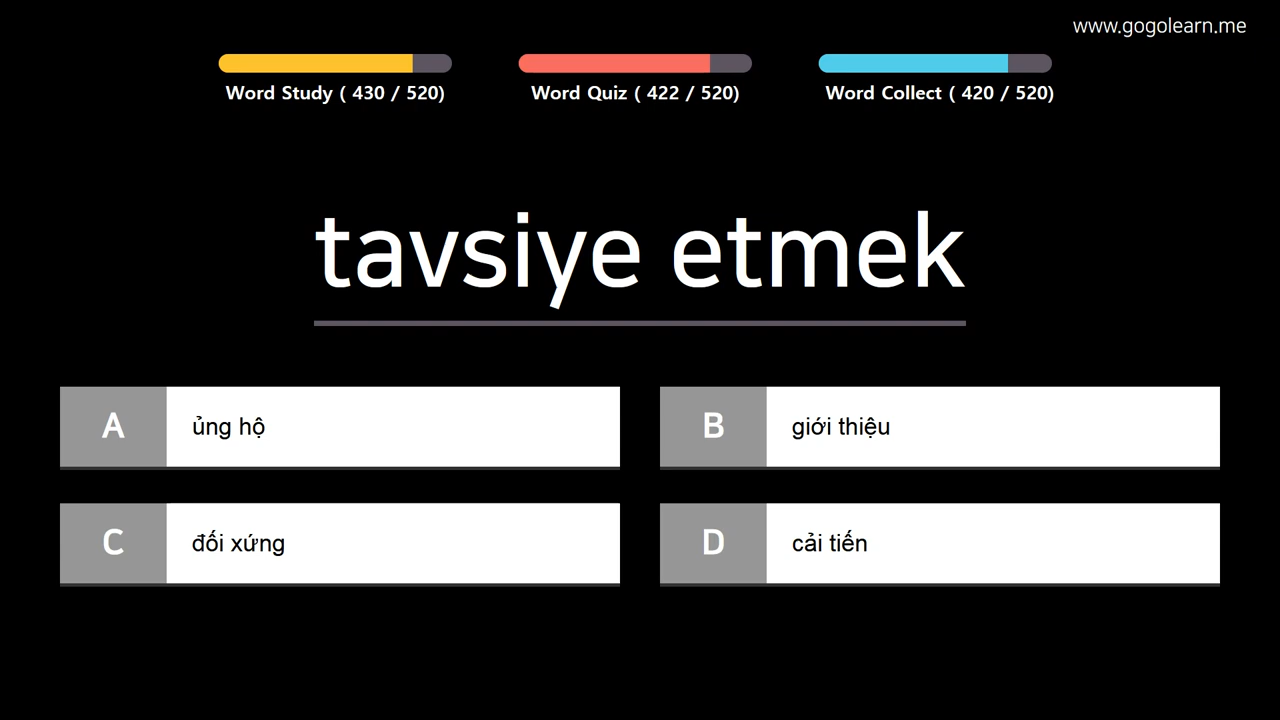 www.gogolearn.me
Word Study ( 430 / 520)
Word Quiz ( 422 / 520)
Word Collect ( 420 / 520)
tavsiye etmek
A
ủng hộ
B
giới thiệu
C
đối xứng
D
cải tiến